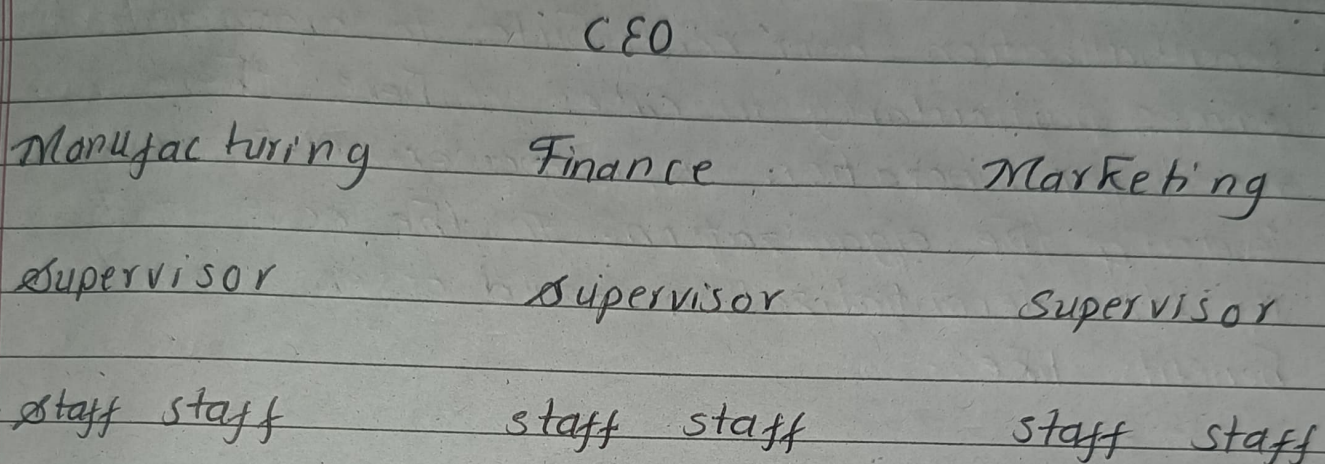 CEO
Manufacturing Finance Marketing
Supervisor Supervisor Supervisor
staff staff staff staff staff staff